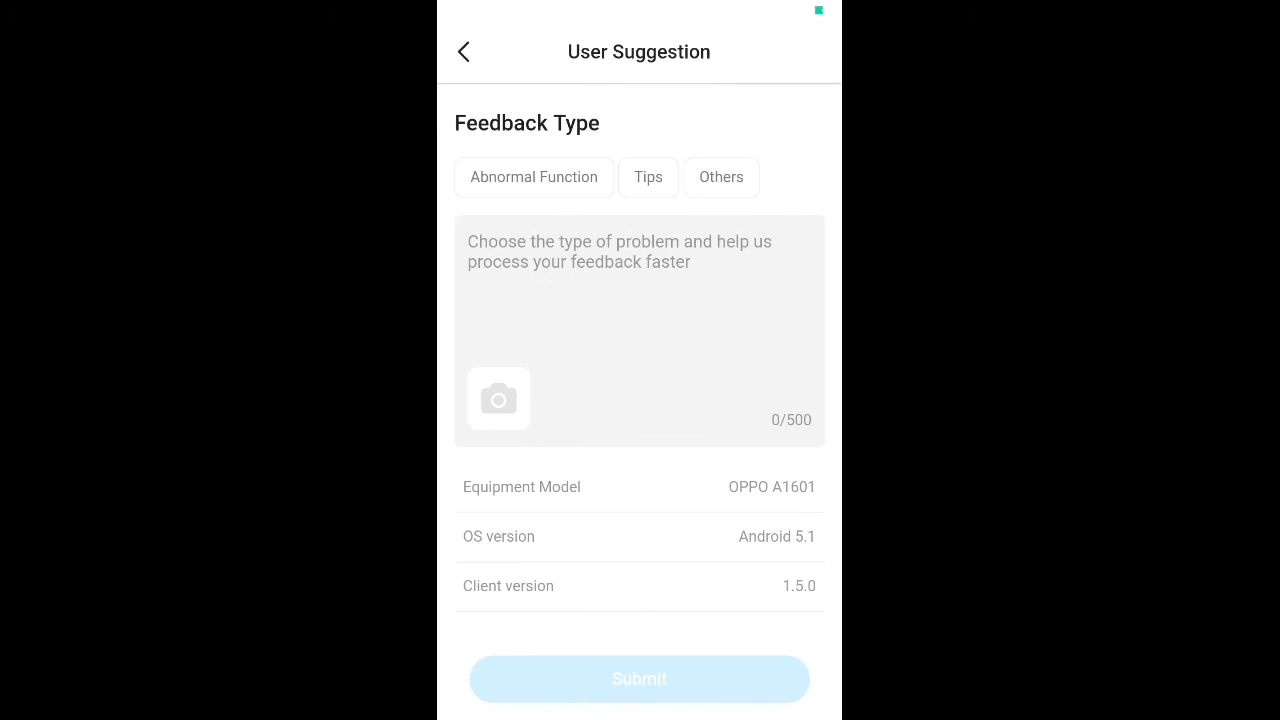 User Suggestion
Feedback Type
Abnormal Function Tips Others
Choose the type of problem and help us
process your feedback faster
0/500
Equipment Model OPPO A1601
OS version Android 5.1
Client version 1.5.0
Submit